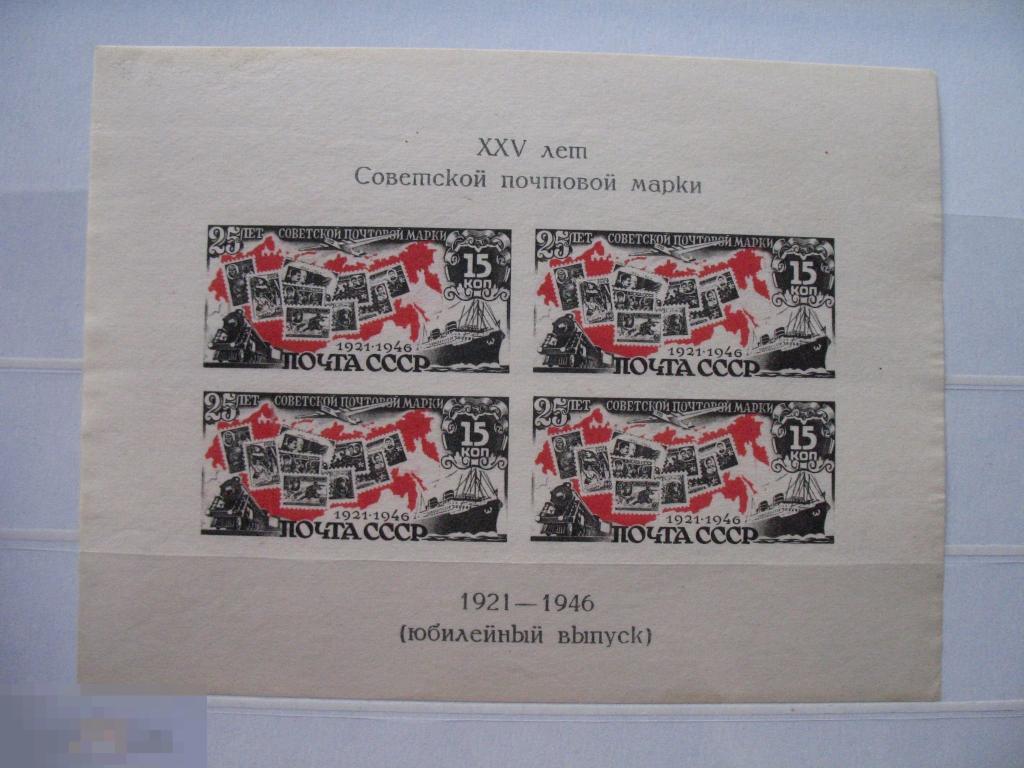 XXV лет
Советской почтовой марки
25 ЛЕТ СОВЕТСКОЙ ПОЧТОВОЙ МАРКИ
15
КОП
1921·1946
ПОЧТА СССР
25 ЛЕТ СОВЕТСКОЙ ПОЧТОВОЙ МАРКИ
15
КОП
1921·1946
ПОЧТА СССР
25 ЛЕТ СОВЕТСКОЙ ПОЧТОВОЙ МАРКИ
15
КОП
1921·1946
ПОЧТА СССР
25 ЛЕТ СОВЕТСКОЙ ПОЧТОВОЙ МАРКИ
15
КОП
1921·1946
ПОЧТА СССР
1921—1946
(юбилейный выпуск)